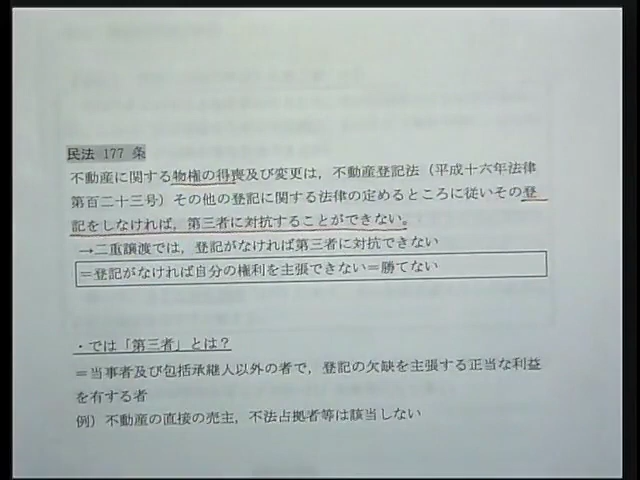 民法 177 条
不動産に関する物権の得喪及び変更は，不動産登記法（平成十六年法律
第百二十三号）その他の登記に関する法律の定めるところに従いその登
記をしなければ，第三者に対抗することができない。
→二重譲渡では，登記がなければ第三者に対抗できない
＝登記がなければ自分の権利を主張できない＝勝てない
・では「第三者」とは？
＝当事者及び包括承継人以外の者で，登記の欠缺を主張する正当な利益
を有する者
例）不動産の直接の売主，不法占拠者等は該当しない